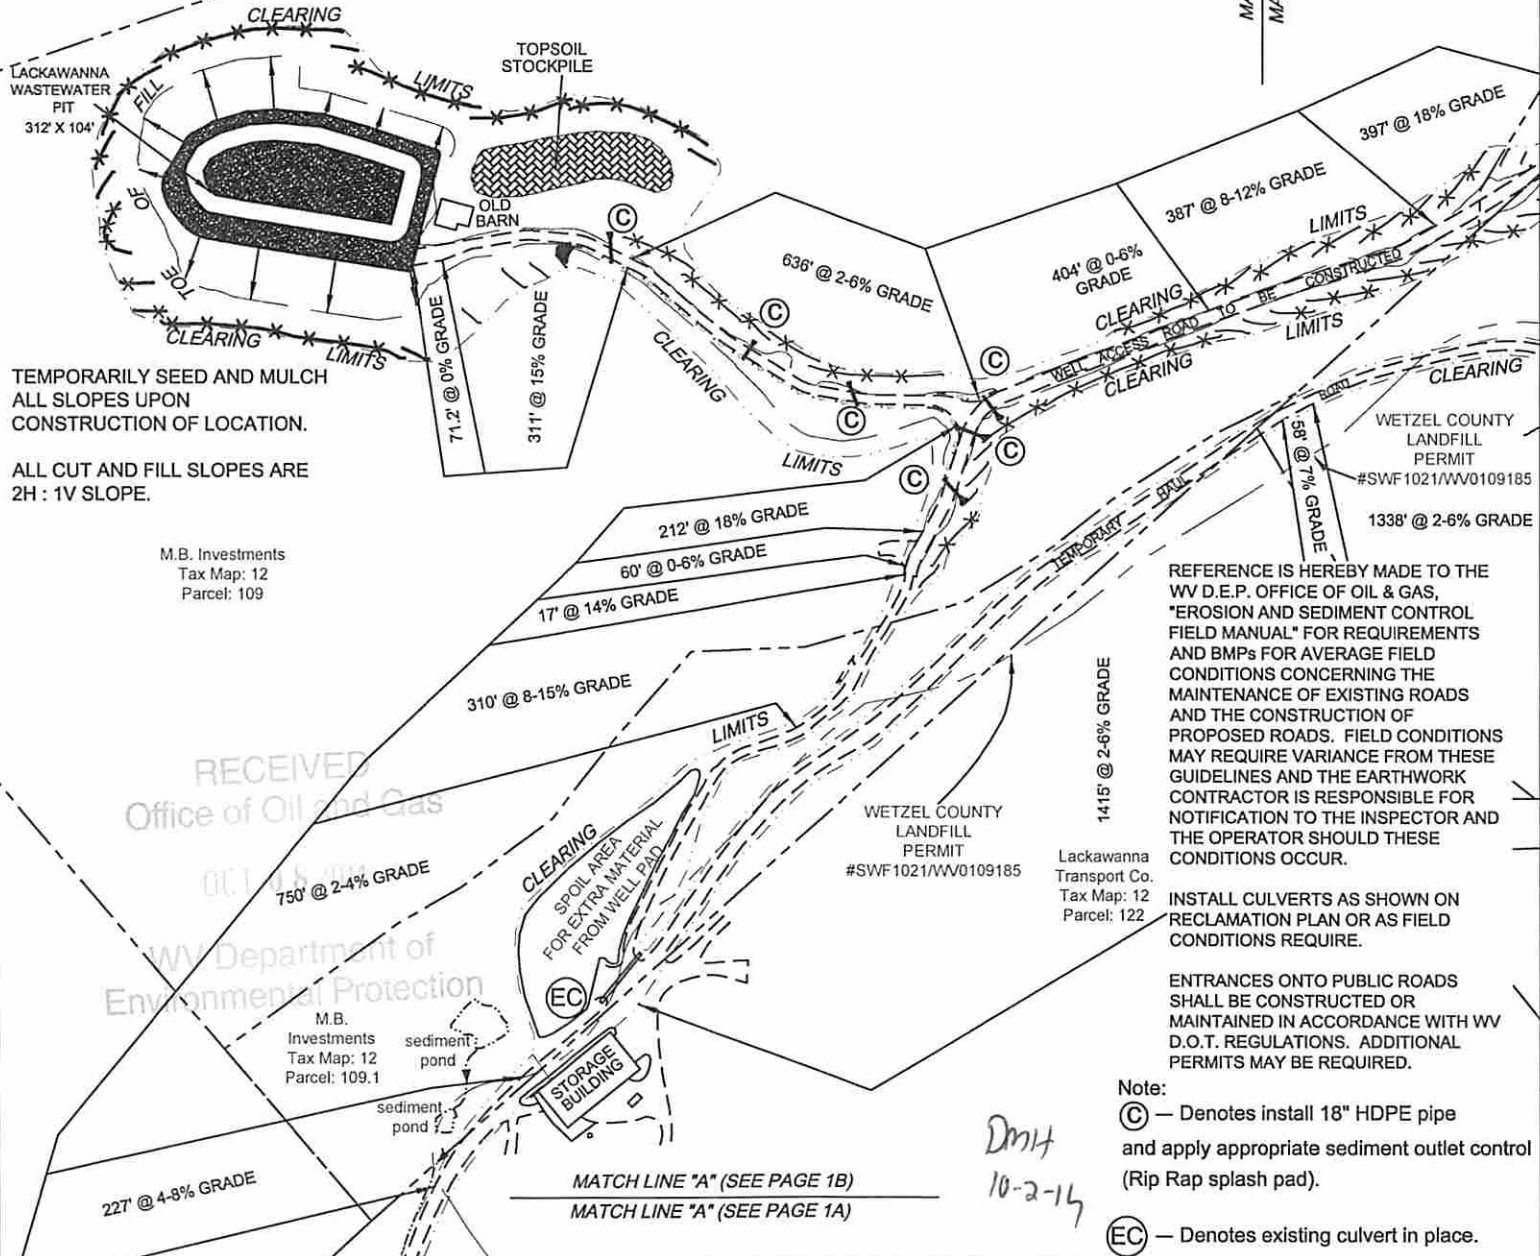 CLEARING
MA
MA
LACKAWANNA
WASTEWATER
PIT
312' X 104'
FILL
LIMITS
TOPSOIL
STOCKPILE
OF
TOE
OLD
BARN
CLEARING
LIMITS
C
C
C
C
C
C
71.2' @ 0% GRADE
311' @ 15% GRADE
636' @ 2-6% GRADE
404' @ 0-6%
GRADE
387' @ 8-12% GRADE
397' @ 18% GRADE
CLEARING
LIMITS
CLEARING
LIMITS
WELL ACCESS ROAD TO BE CONSTRUCTED
CLEARING
LIMITS
TEMPORARY HAUL ROAD
CLEARING
WETZEL COUNTY
LANDFILL
PERMIT
#SWF1021/WV0109185
58' @ 7% GRADE
1338' @ 2-6% GRADE
TEMPORARILY SEED AND MULCH
ALL SLOPES UPON
CONSTRUCTION OF LOCATION.
ALL CUT AND FILL SLOPES ARE
2H : 1V SLOPE.
M.B. Investments
Tax Map: 12
Parcel: 109
212' @ 18% GRADE
60' @ 0-6% GRADE
17' @ 14% GRADE
310' @ 8-15% GRADE
LIMITS
RECEIVED
Office of Oil and Gas
750' @ 2-4% GRADE
WV Department of
Environmental Protection
CLEARING
SPOIL AREA
FOR EXTRA MATERIAL
FROM WELL PAD
EC
M.B.
Investments
Tax Map: 12
Parcel: 109.1
sediment
pond
sediment
pond
STORAGE
BUILDING
227' @ 4-8% GRADE
WETZEL COUNTY
LANDFILL
PERMIT
#SWF1021/WV0109185
1415' @ 2-6% GRADE
Lackawanna
Transport Co.
Tax Map: 12
Parcel: 122
REFERENCE IS HEREBY MADE TO THE
WV D.E.P. OFFICE OF OIL & GAS,
"EROSION AND SEDIMENT CONTROL
FIELD MANUAL" FOR REQUIREMENTS
AND BMPs FOR AVERAGE FIELD
CONDITIONS CONCERNING THE
MAINTENANCE OF EXISTING ROADS
AND THE CONSTRUCTION OF
PROPOSED ROADS. FIELD CONDITIONS
MAY REQUIRE VARIANCE FROM THESE
GUIDELINES AND THE EARTHWORK
CONTRACTOR IS RESPONSIBLE FOR
NOTIFICATION TO THE INSPECTOR AND
THE OPERATOR SHOULD THESE
CONDITIONS OCCUR.
INSTALL CULVERTS AS SHOWN ON
RECLAMATION PLAN OR AS FIELD
CONDITIONS REQUIRE.
ENTRANCES ONTO PUBLIC ROADS
SHALL BE CONSTRUCTED OR
MAINTAINED IN ACCORDANCE WITH WV
D.O.T. REGULATIONS. ADDITIONAL
PERMITS MAY BE REQUIRED.
Note:
C — Denotes install 18" HDPE pipe
and apply appropriate sediment outlet control
(Rip Rap splash pad).
EC — Denotes existing culvert in place.
DMH
10-2-14
MATCH LINE "A" (SEE PAGE 1B)
MATCH LINE "A" (SEE PAGE 1A)